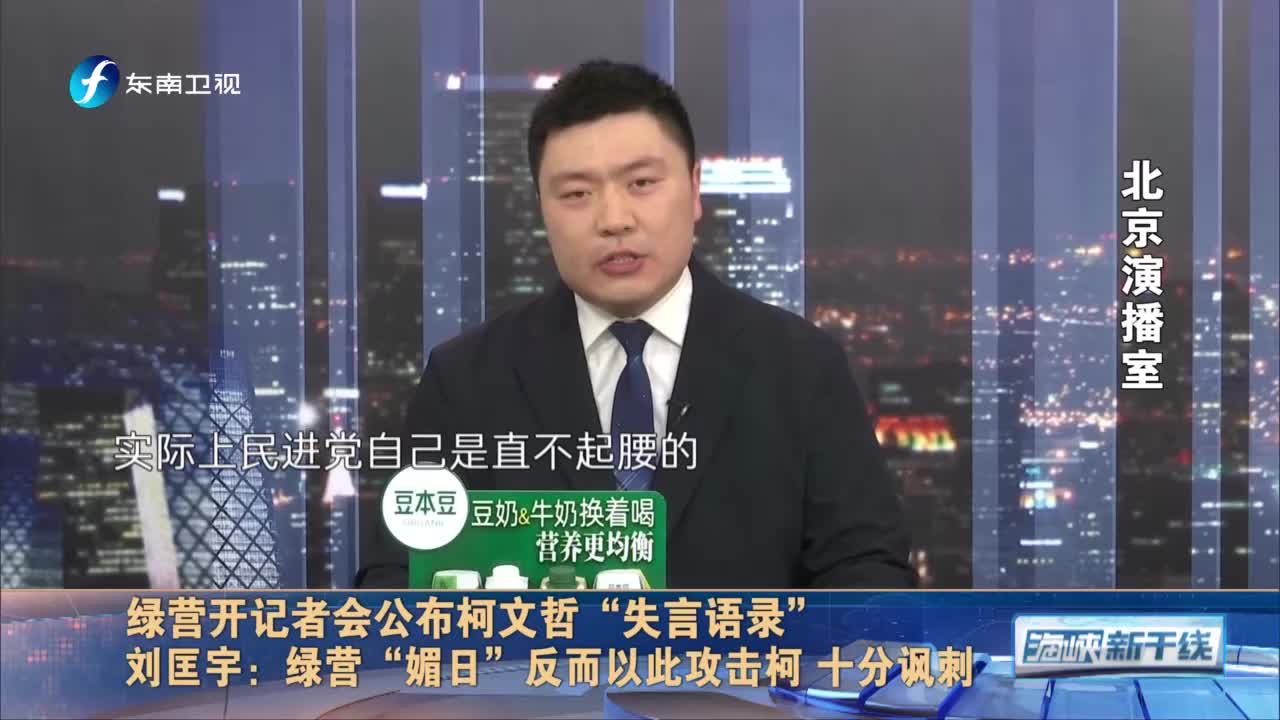 东南卫视
北京演播室
实际上民进党自己是直不起腰的
豆本豆
豆奶&牛奶换着喝
营养更均衡
绿营开记者会公布柯文哲“失言语录”
刘匡宇：绿营“媚日”反而以此攻击柯 十分讽刺
海峡新干线